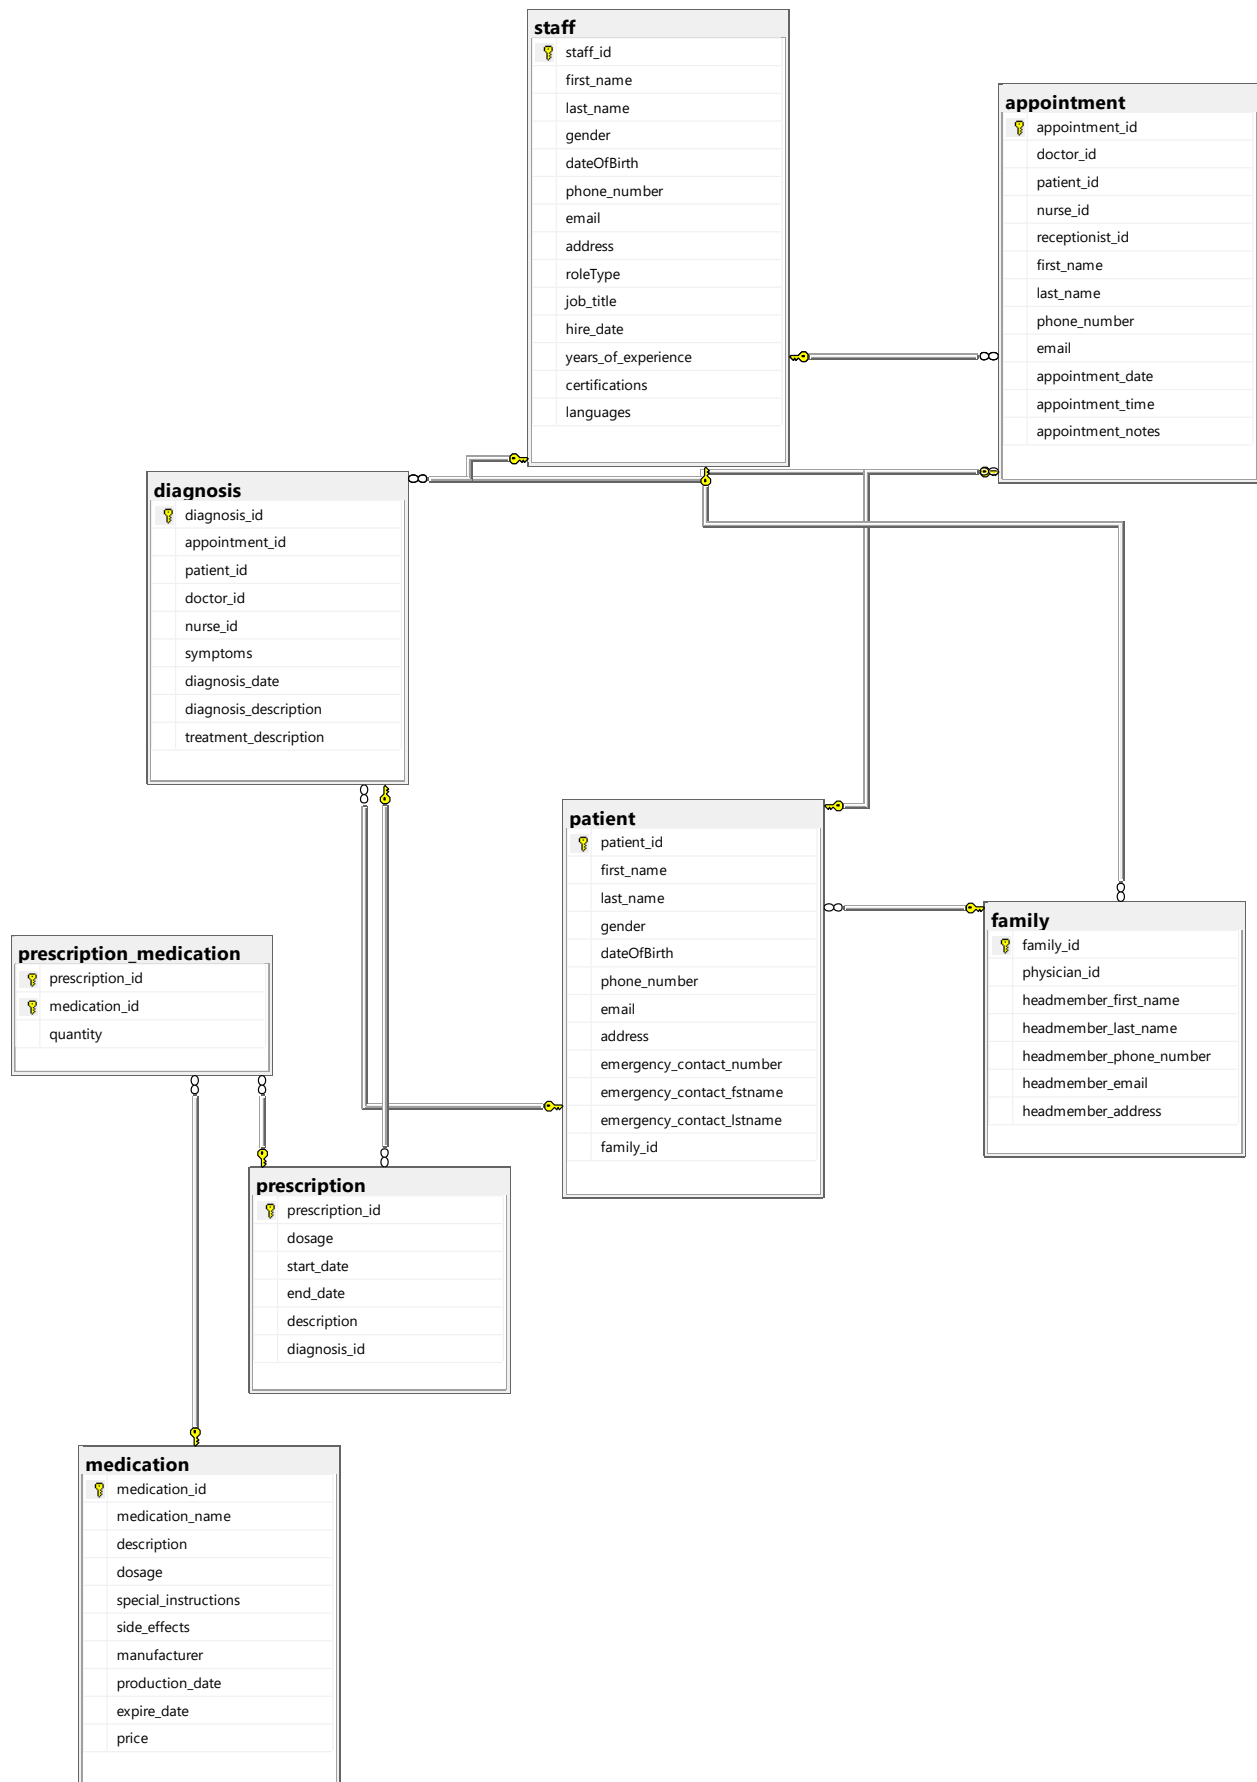 staff
staff_id
first_name
last_name
gender
dateOfBirth
phone_number
email
address
roleType
job_title
hire_date
years_of_experience
certifications
languages
appointment
appointment_id
doctor_id
patient_id
nurse_id
receptionist_id
first_name
last_name
phone_number
email
appointment_date
appointment_time
appointment_notes
diagnosis
diagnosis_id
appointment_id
patient_id
doctor_id
nurse_id
symptoms
diagnosis_date
diagnosis_description
treatment_description
patient
patient_id
first_name
last_name
gender
dateOfBirth
phone_number
email
address
emergency_contact_number
emergency_contact_fstname
emergency_contact_lstname
family_id
family
family_id
physician_id
headmember_first_name
headmember_last_name
headmember_phone_number
headmember_email
headmember_address
prescription_medication
prescription_id
medication_id
quantity
prescription
prescription_id
dosage
start_date
end_date
description
diagnosis_id
medication
medication_id
medication_name
description
dosage
special_instructions
side_effects
manufacturer
production_date
expire_date
price